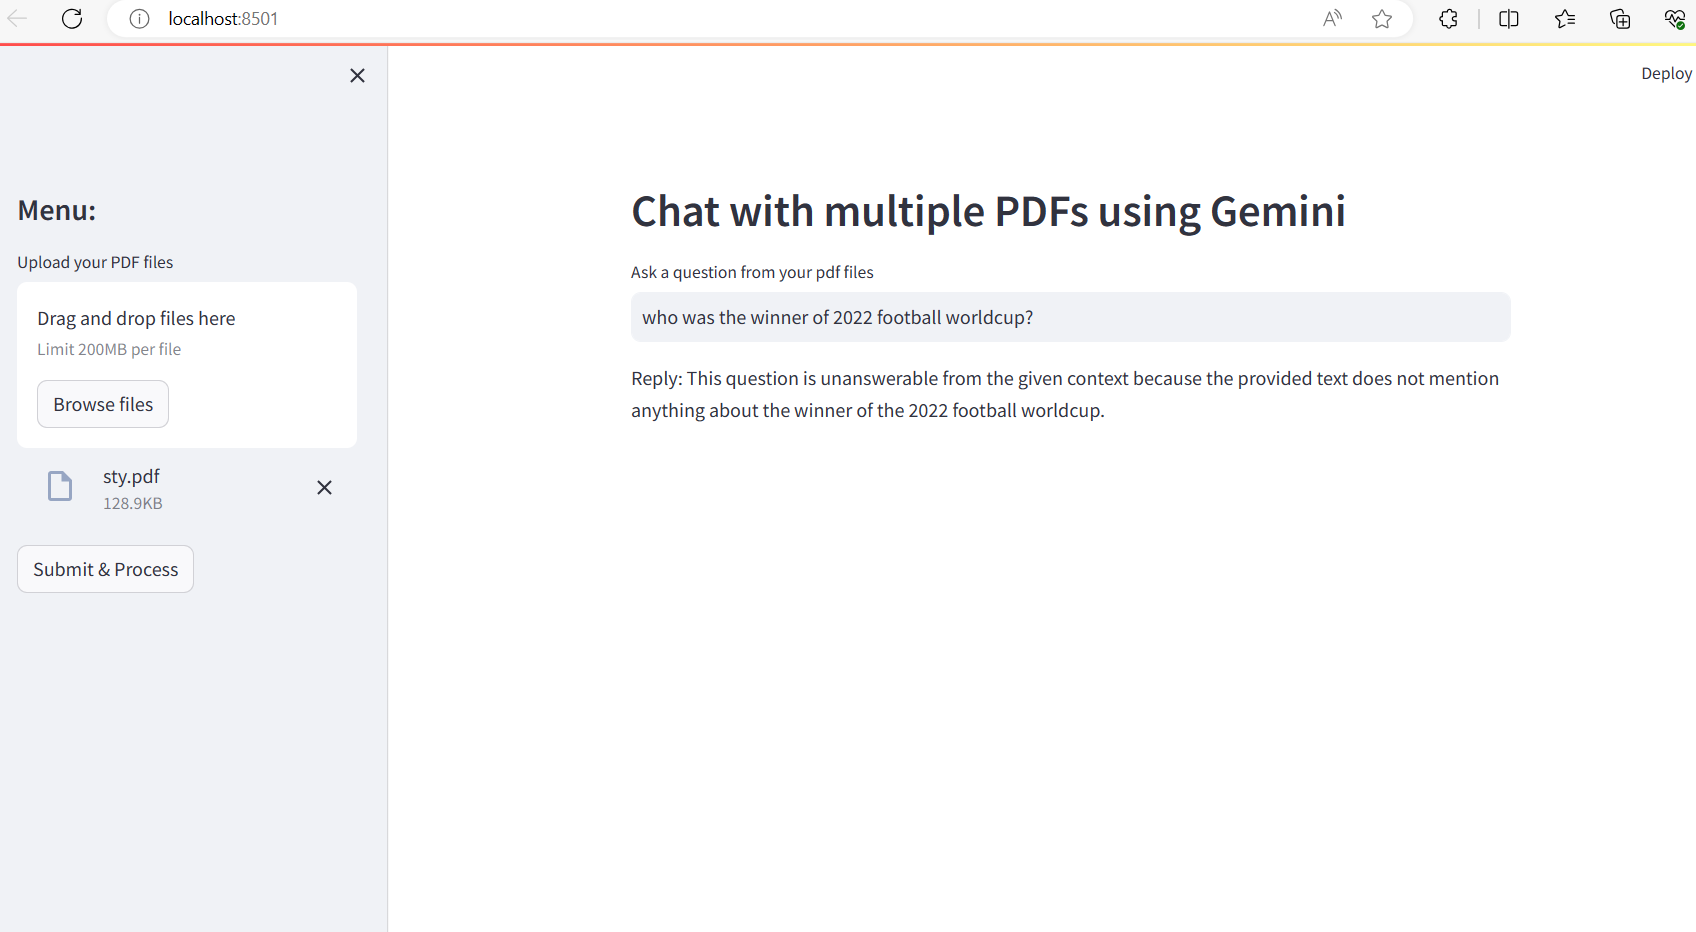 localhost:8501
Deploy
Menu:
Upload your PDF files
Drag and drop files here
Limit 200MB per file
Browse files
sty.pdf
128.9KB
Submit & Process
Chat with multiple PDFs using Gemini
Ask a question from your pdf files
who was the winner of 2022 football worldcup?
Reply: This question is unanswerable from the given context because the provided text does not mention
anything about the winner of the 2022 football worldcup.